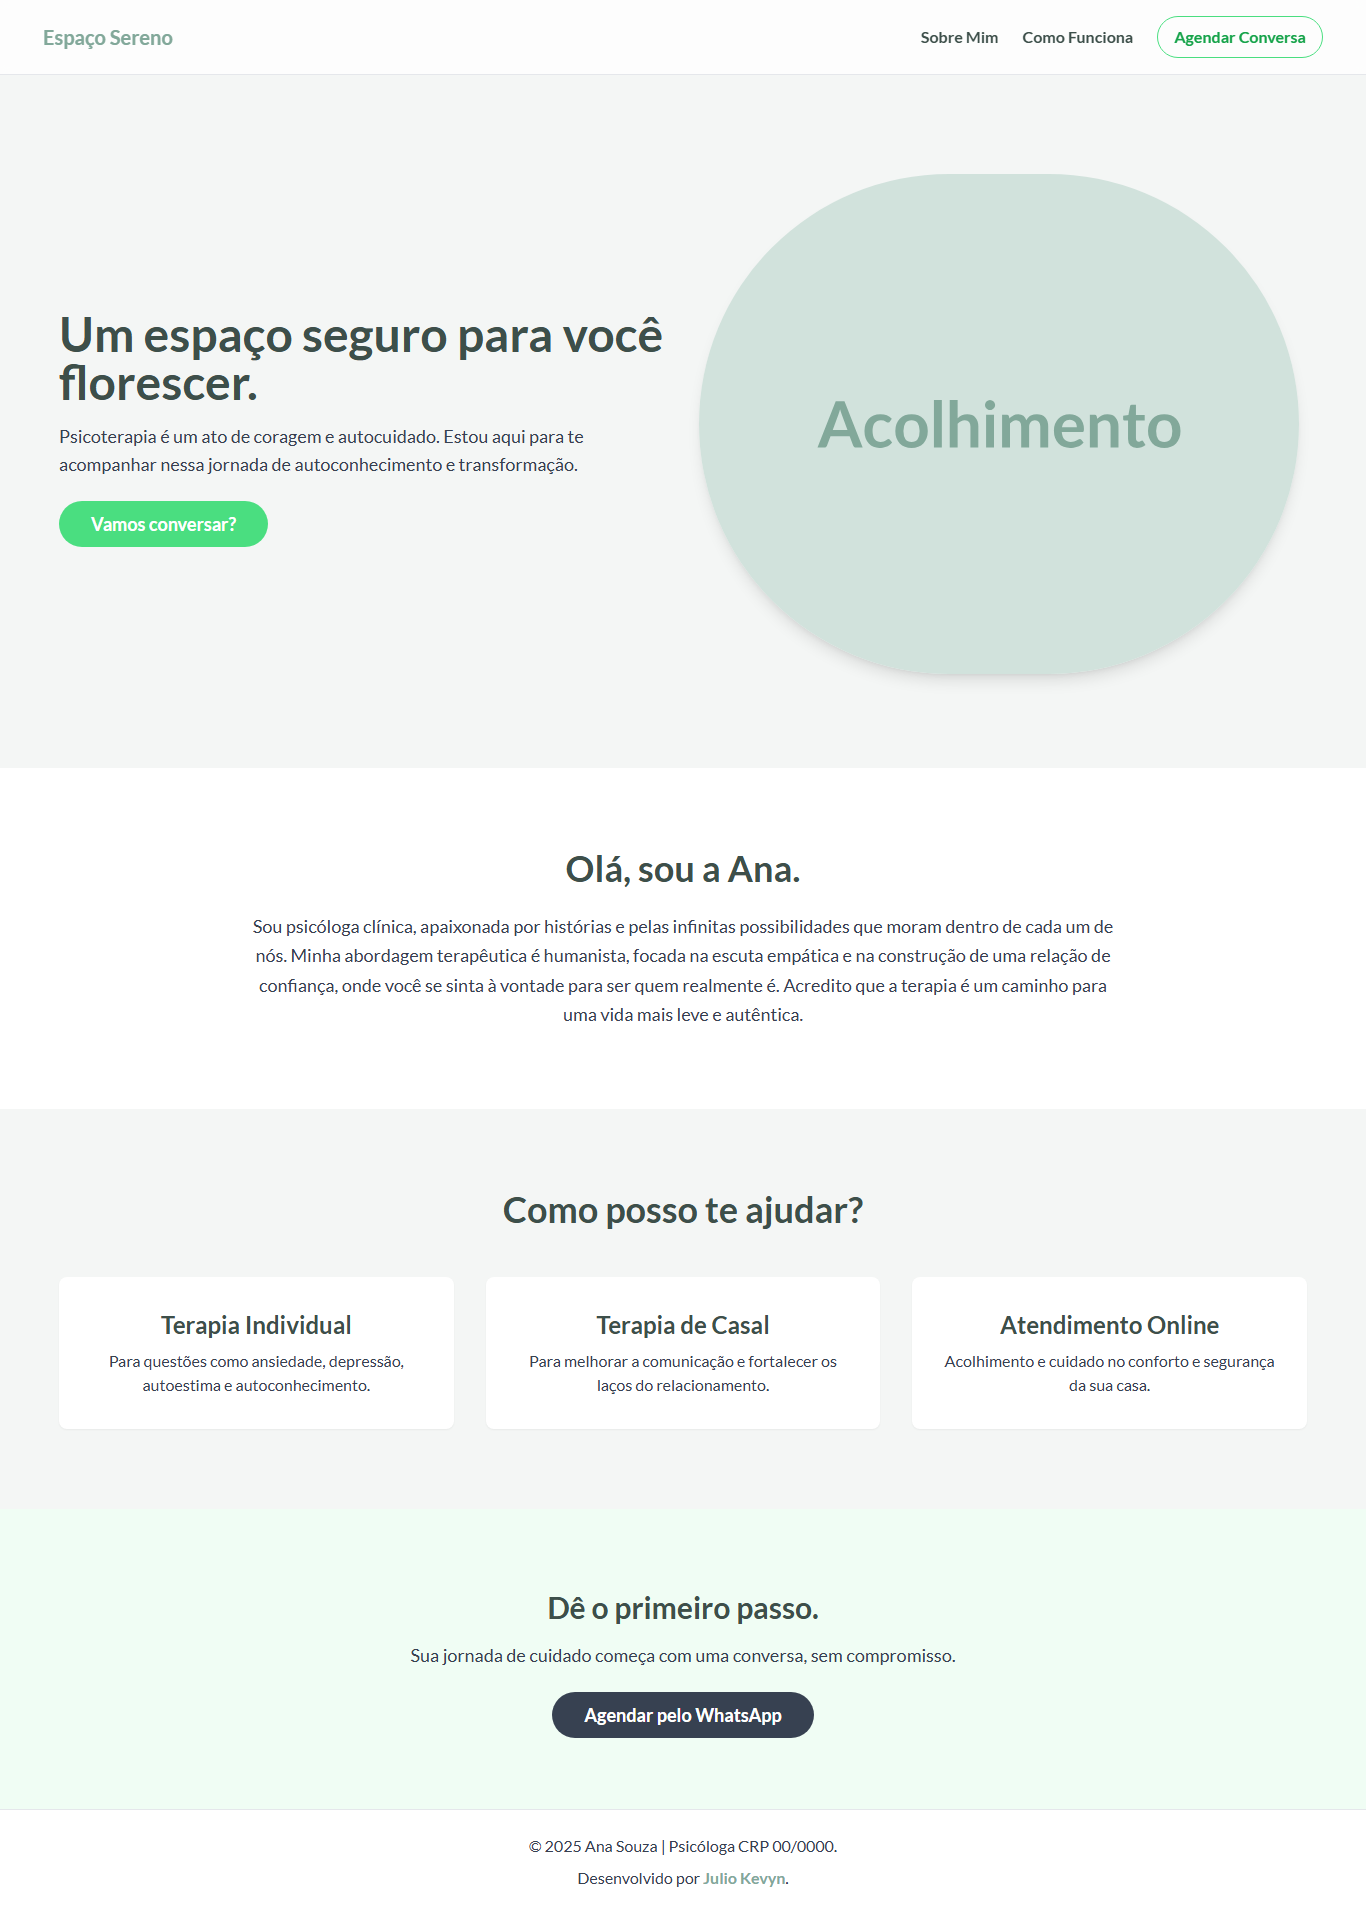 Espaço Sereno
Sobre Mim
Como Funciona
Agendar Conversa
Um espaço seguro para você
florescer.
Psicoterapia é um ato de coragem e autocuidado. Estou aqui para te
acompanhar nessa jornada de autoconhecimento e transformação.
Vamos conversar?
Acolhimento
Olá, sou a Ana.
Sou psicóloga clínica, apaixonada por histórias e pelas infinitas possibilidades que moram dentro de cada um de
nós. Minha abordagem terapêutica é humanista, focada na escuta empática e na construção de uma relação de
confiança, onde você se sinta à vontade para ser quem realmente é. Acredito que a terapia é um caminho para
uma vida mais leve e autêntica.
Como posso te ajudar?
Terapia Individual
Para questões como ansiedade, depressão,
autoestima e autoconhecimento.
Terapia de Casal
Para melhorar a comunicação e fortalecer os
laços do relacionamento.
Atendimento Online
Acolhimento e cuidado no conforto e segurança
da sua casa.
Dê o primeiro passo.
Sua jornada de cuidado começa com uma conversa, sem compromisso.
Agendar pelo WhatsApp
© 2025 Ana Souza | Psicóloga CRP 00/0000.
Desenvolvido por Julio Kevyn.